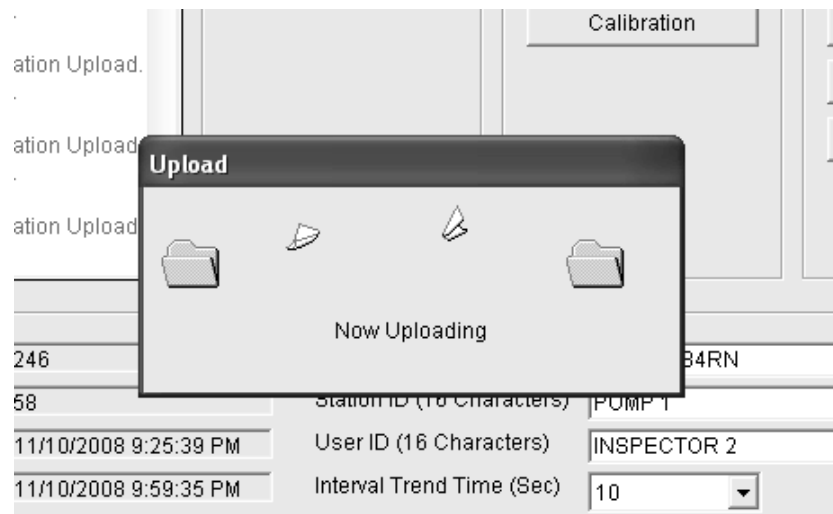 Calibration
ation Upload.
ation Upload
ation Upload
Upload
Now Uploading
246
B4RN
58
Station ID (16 Characters)
PUMP 1
11/10/2008 9:25:39 PM
User ID (16 Characters)
INSPECTOR 2
11/10/2008 9:59:35 PM
Interval Trend Time (Sec)
10